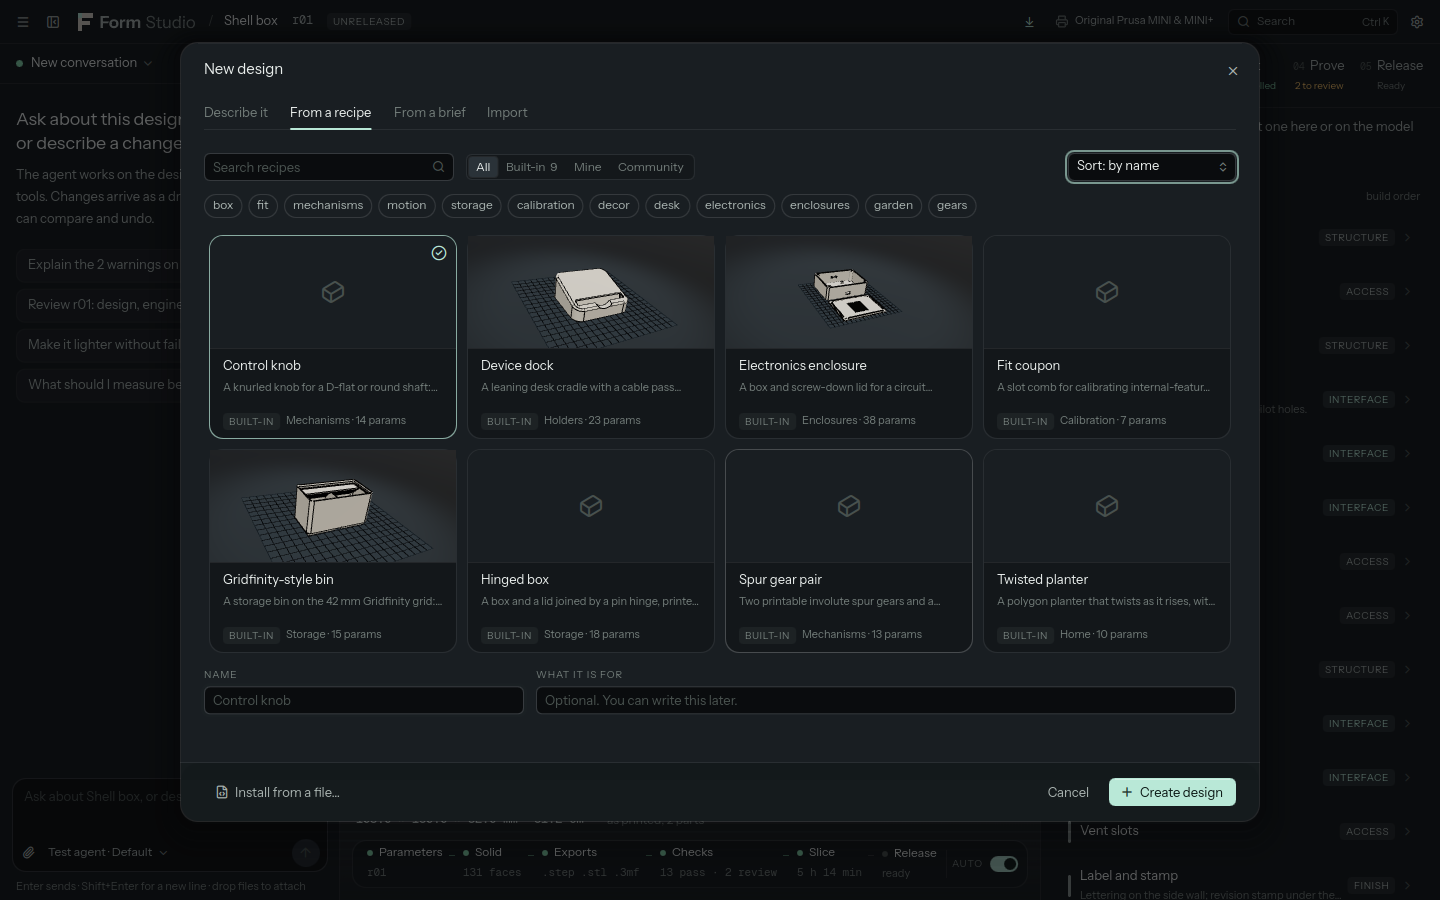 Form Studio / Shell box r01 UNRELEASED
Original Prusa MINI & MINI+ Search Ctrl K
New conversation
Ask about this design
or describe a change
The agent works on the desi
tools. Changes arrive as a dr
can compare and undo.
Explain the 2 warnings on
Review r01: design, engine
Make it lighter without fail
What should I measure be
Ask about Shell box, or des
Test agent · Default
Enter sends · Shift+Enter for a new line · drop files to attach
New design
Describe it From a recipe From a brief Import
Search recipes All Built-in 9 Mine Community Sort: by name
box fit mechanisms motion storage calibration decor desk electronics enclosures garden gears
Control knob
A knurled knob for a D-flat or round shaft:...
BUILT-IN Mechanisms · 14 params
Device dock
A leaning desk cradle with a cable pass...
BUILT-IN Holders · 23 params
Electronics enclosure
A box and screw-down lid for a circuit...
BUILT-IN Enclosures · 38 params
Fit coupon
A slot comb for calibrating internal-featur...
BUILT-IN Calibration · 7 params
Gridfinity-style bin
A storage bin on the 42 mm Gridfinity grid:...
BUILT-IN Storage · 15 params
Hinged box
A box and a lid joined by a pin hinge, printe...
BUILT-IN Storage · 18 params
Spur gear pair
Two printable involute spur gears and a...
BUILT-IN Mechanisms · 13 params
Twisted planter
A polygon planter that twists as it rises, wit...
BUILT-IN Home · 10 params
NAME
Control knob
WHAT IT IS FOR
Optional. You can write this later.
Install from a file...
Cancel
Create design
04 Prove 05 Release
lled 2 to review Ready
t one here or on the model
build order
STRUCTURE
ACCESS
STRUCTURE
INTERFACE
llot holes.
INTERFACE
INTERFACE
ACCESS
ACCESS
STRUCTURE
INTERFACE
INTERFACE
Vent slots ACCESS
Label and stamp
Lettering on the side wall; revision stamp under the... FINISH
as printed, 2 parts
Parameters ... Solid ... Exports ... Checks ... Slice ... Release
r01 131 faces .step .stl .3mf 13 pass · 2 review 5 h 14 min ready
AUTO